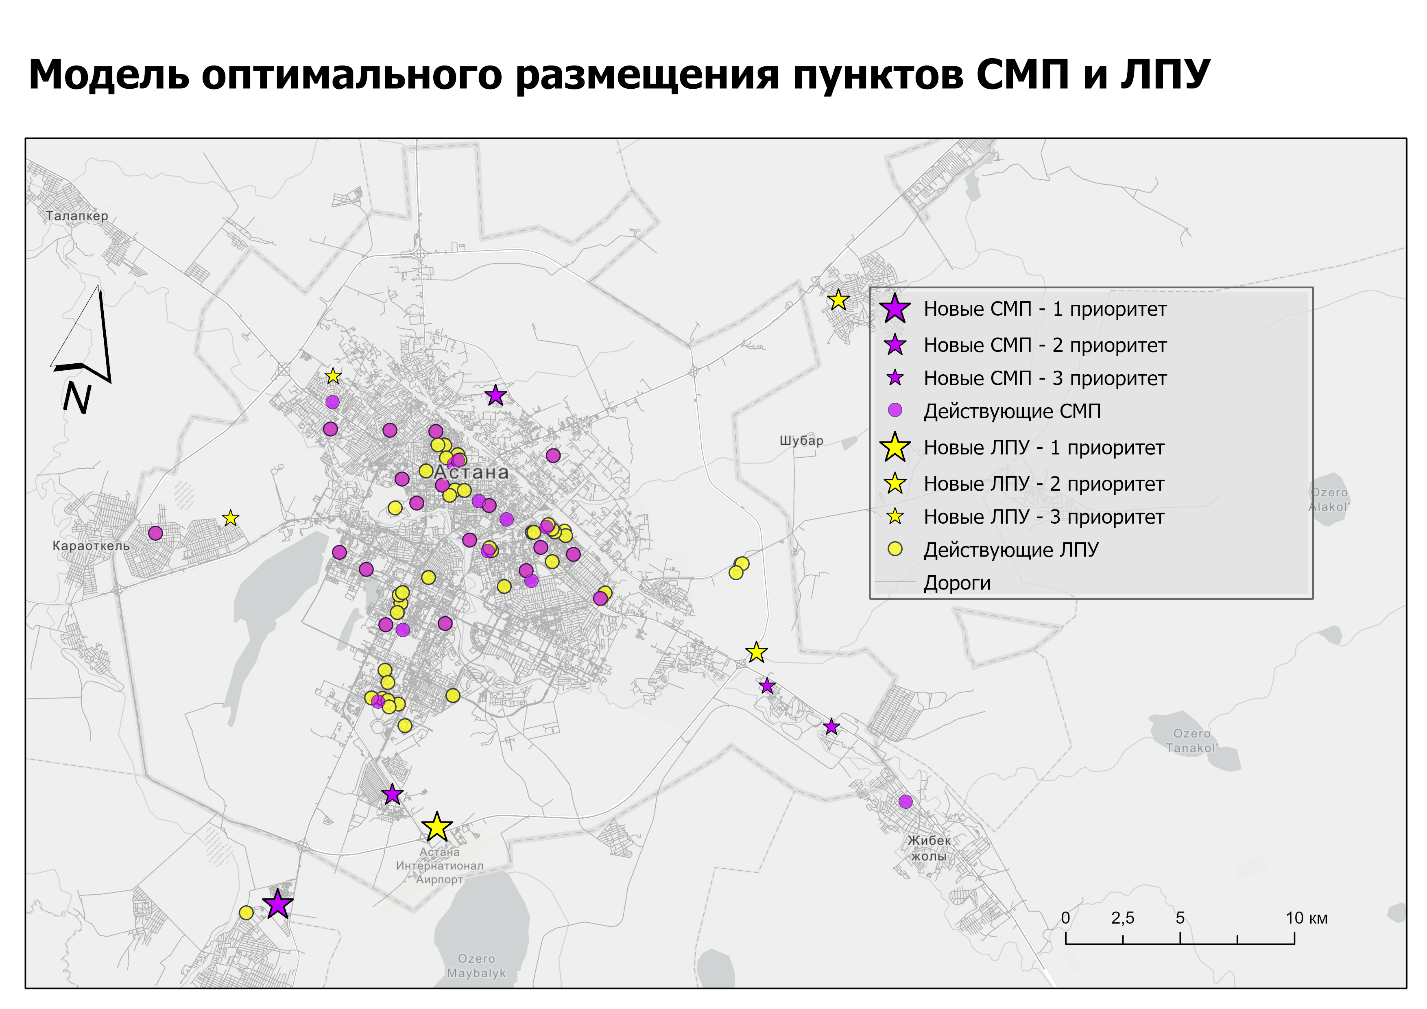 Модель оптимального размещения пунктов СМП и ЛПУ
Талапкер
N
Новые СМП - 1 приоритет
Новые СМП - 2 приоритет
Новые СМП - 3 приоритет
Действующие СМП
Новые ЛПУ - 1 приоритет
Новые ЛПУ - 2 приоритет
Новые ЛПУ - 3 приоритет
Действующие ЛПУ
Дороги
Шубар
Астана
Ozero
Alakol'
Караоткель
Ozero
Tanakol'
Жибек
жолы
Астана
Интернационал
Аирпорт
0 2,5 5 10 км
Ozero
Maybalyk